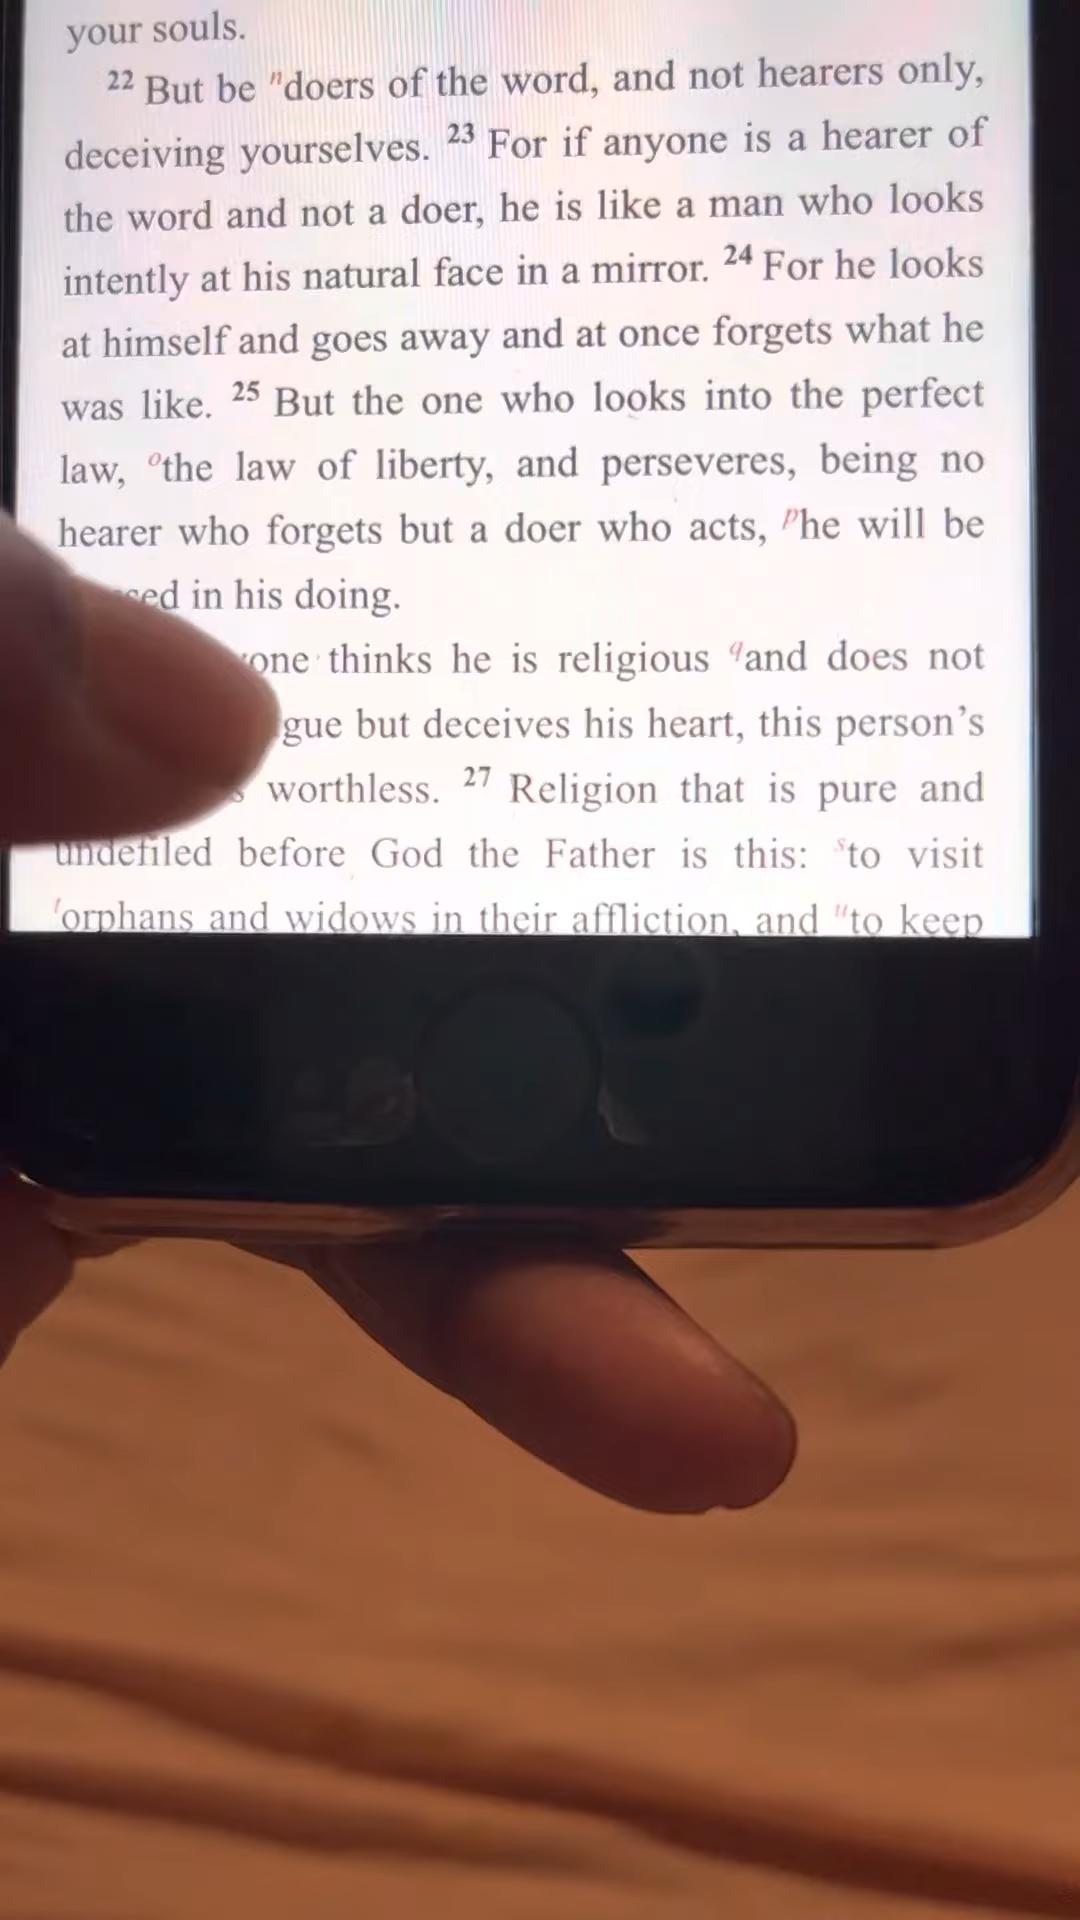 your souls.
22 But be n doers of the word, and not hearers only,
deceiving yourselves. 23 For if anyone is a hearer of
the word and not a doer, he is like a man who looks
intently at his natural face in a mirror. 24 For he looks
at himself and goes away and at once forgets what he
was like. 25 But the one who looks into the perfect
law, o the law of liberty, and perseveres, being no
hearer who forgets but a doer who acts, p he will be
in his doing.
thinks he is religious q and does not
but deceives his heart, this person's
worthless. 27 Religion that is pure and
undefiled before God the Father is this: s to visit
orphans and widows in their affliction, and u to keep